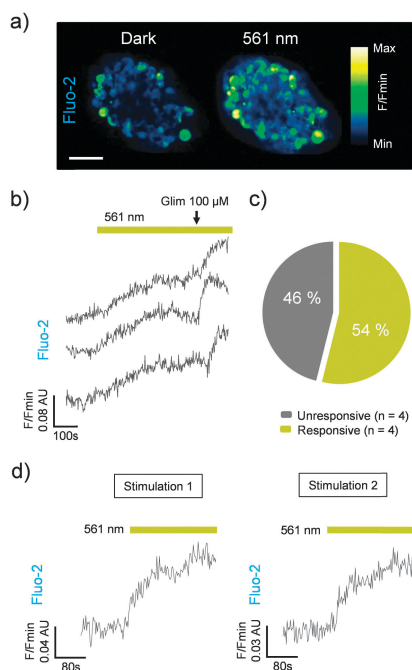 a)
Dark
561 nm
Fluo-2
Max
F/Fmin
Min
b)
Glim 100 µM
561 nm
Fluo-2
F/Fmin
0.08 AU
100s
c)
46 %
54 %
Unresponsive (n = 4)
Responsive (n = 4)
d)
Stimulation 1
561 nm
Fluo-2
F/Fmin
0.04 AU
80s
Stimulation 2
561 nm
Fluo-2
F/Fmin
0.03 AU
80s